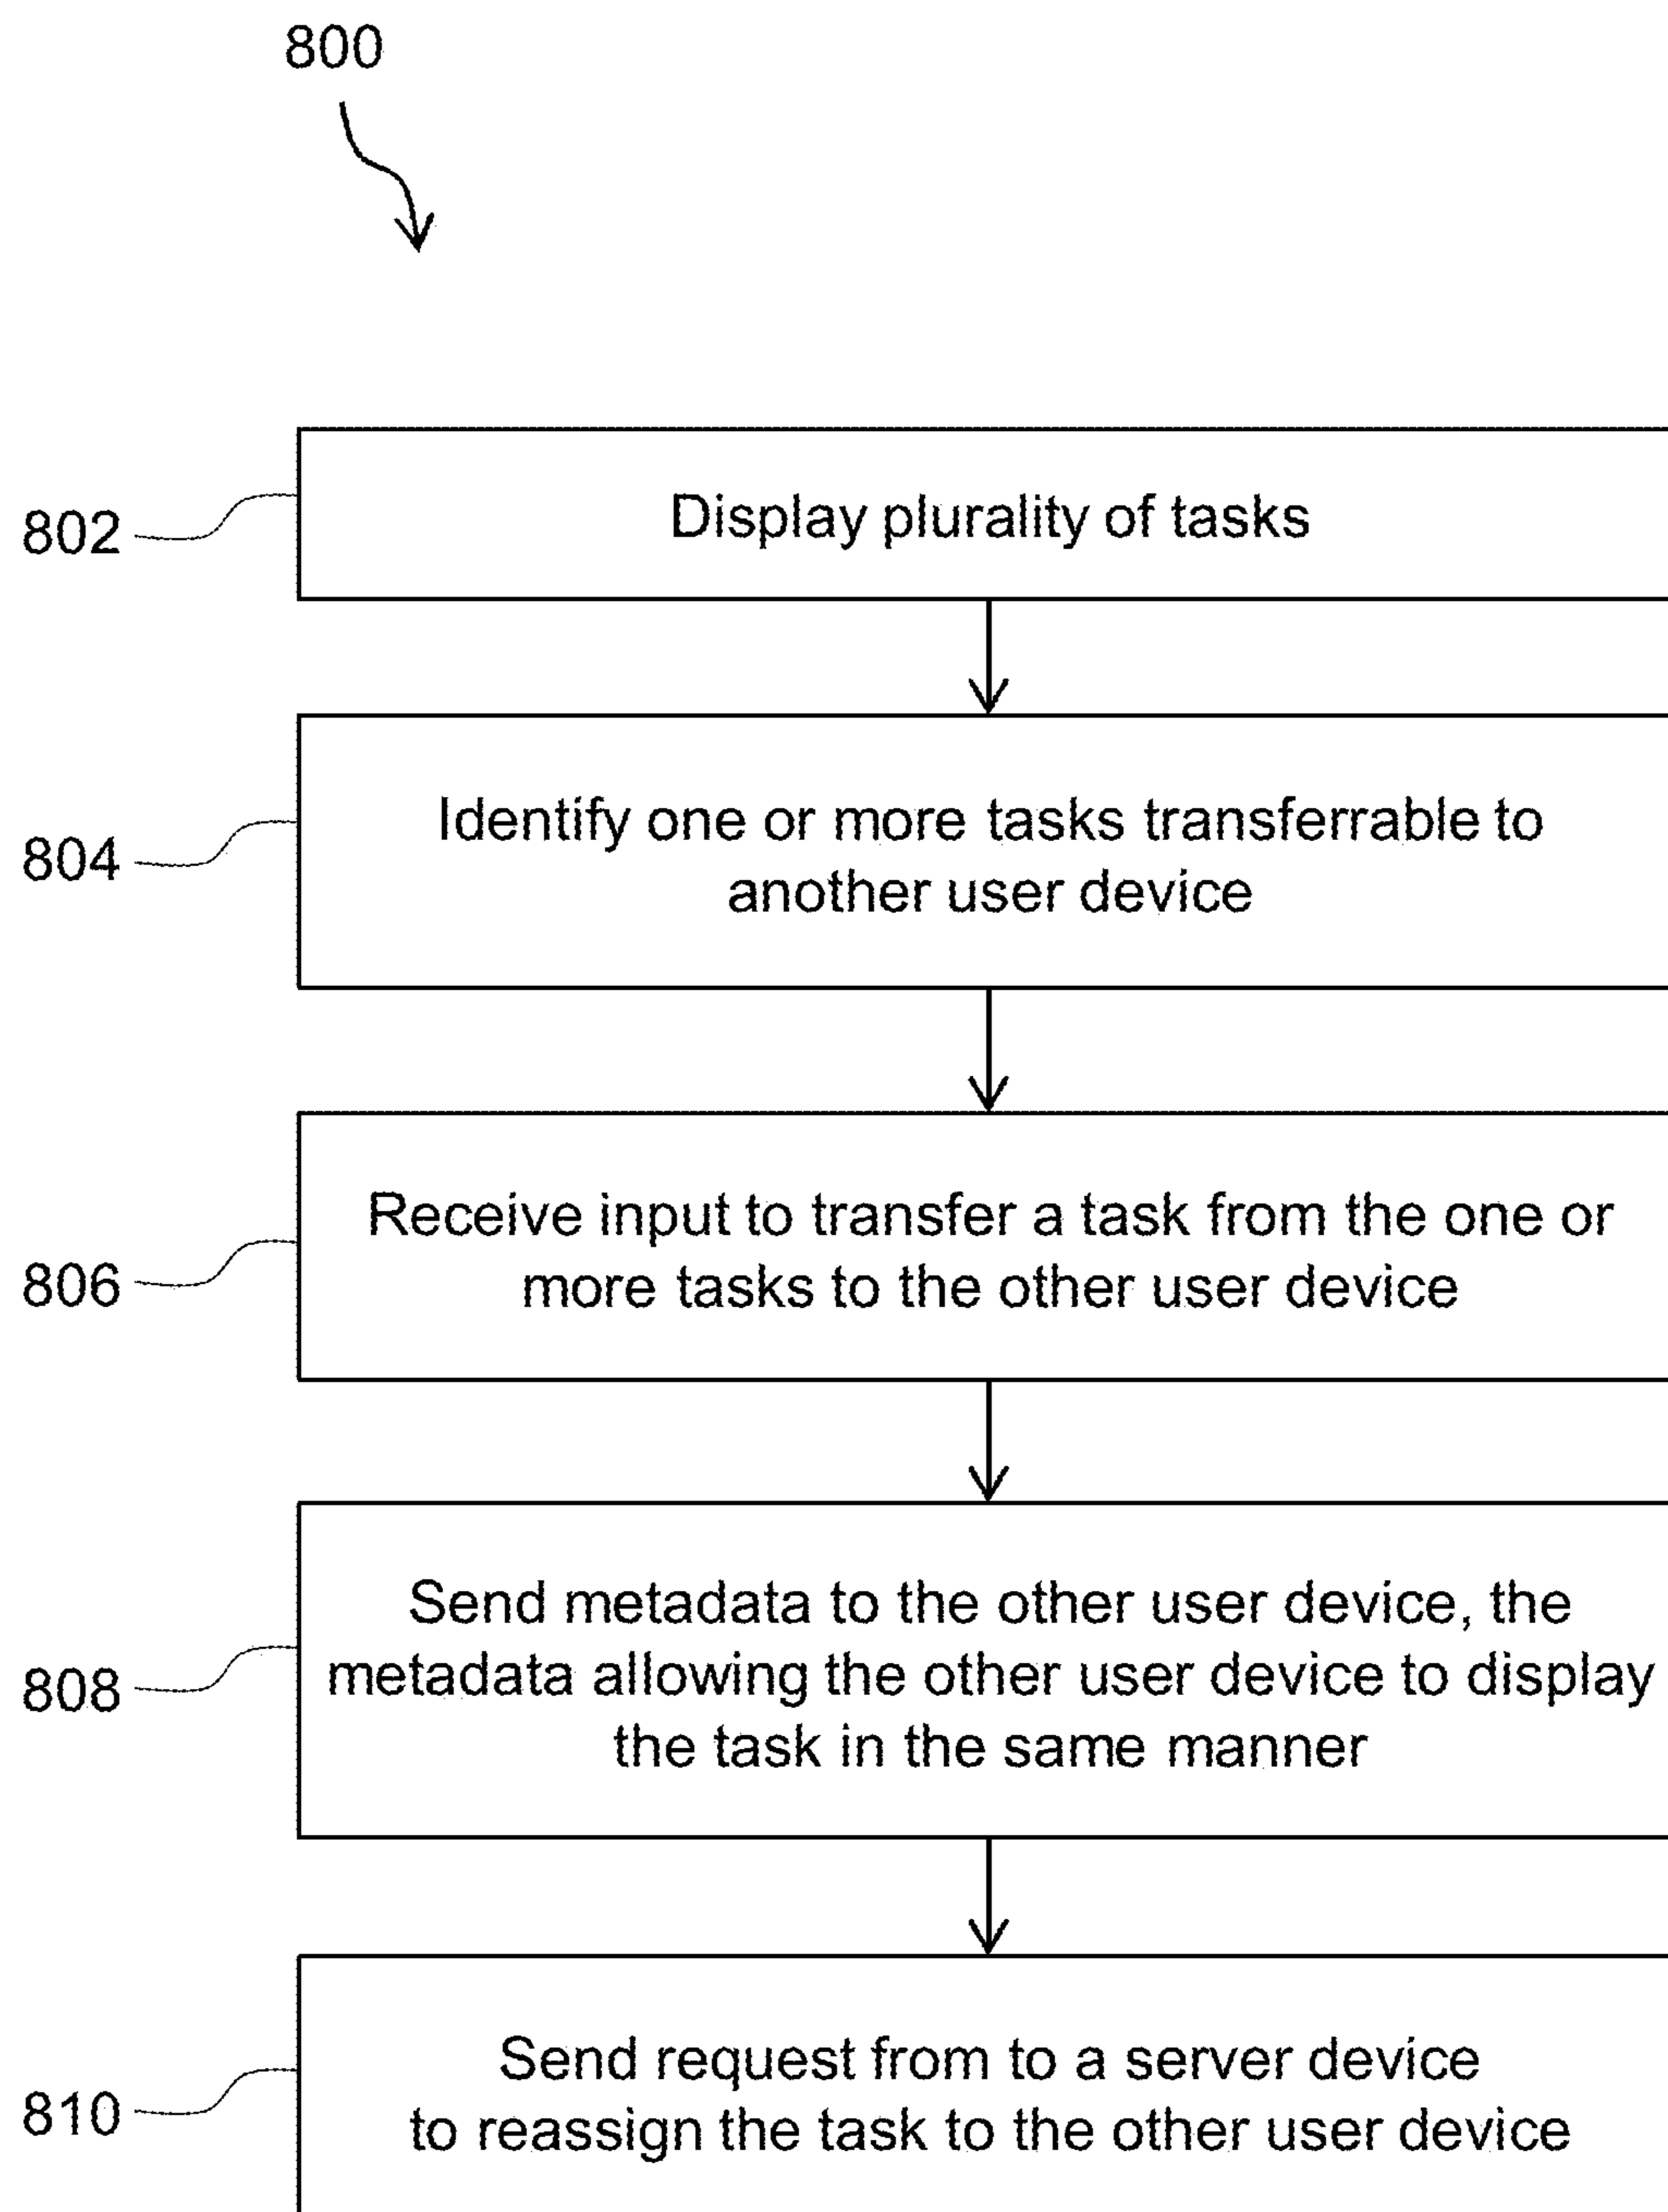 800
802
Display plurality of tasks
804
Identify one or more tasks transferrable to
another user device
806
Receive input to transfer a task from the one or
more tasks to the other user device
808
Send metadata to the other user device, the
metadata allowing the other user device to display
the task in the same manner
810
Send request from to a server device
to reassign the task to the other user device